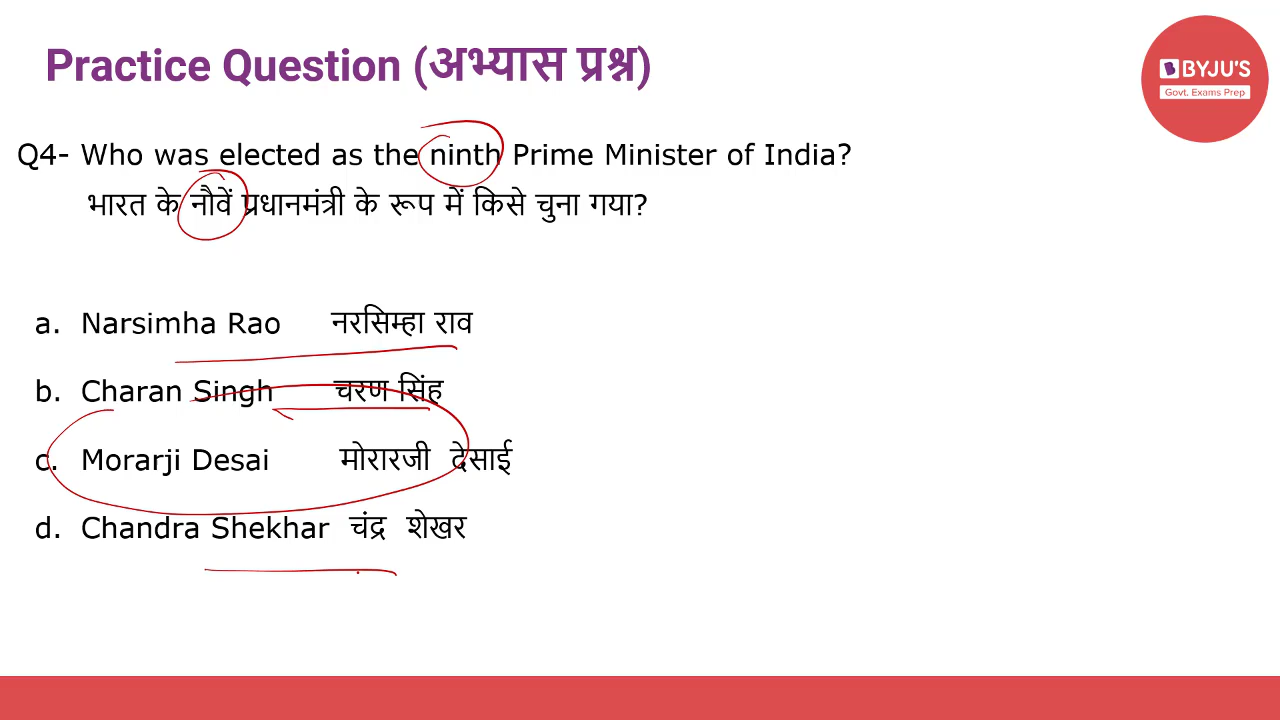 Practice Question (अभ्यास प्रश्न)
BYJU'S
Govt. Exams Prep
Q4- Who was elected as the ninth Prime Minister of India?
भारत के नौवें प्रधानमंत्री के रूप में किसे चुना गया?
a. Narsimha Rao नरसिम्हा राव
b. Charan Singh चरण सिंह
c. Morarji Desai मोरारजी देसाई
d. Chandra Shekhar चंद्र शेखर